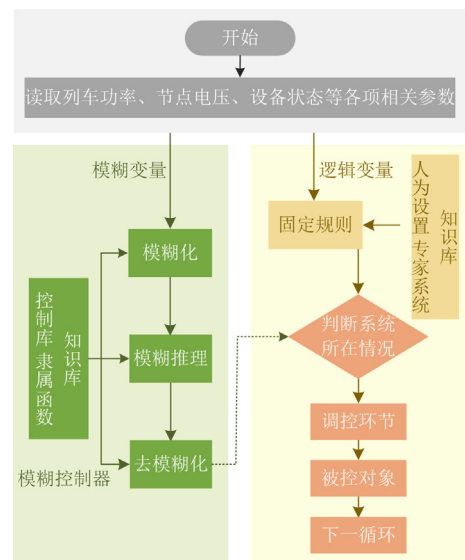 开始
读取列车功率、节点电压、设备状态等各项相关参数
模糊变量
逻辑变量
模糊化
模糊推理
去模糊化
知识库
控制库 隶属函数
模糊控制器
固定规则
知识库
人为设置 专家系统
判断系统
所在情况
调控环节
被控对象
下一循环